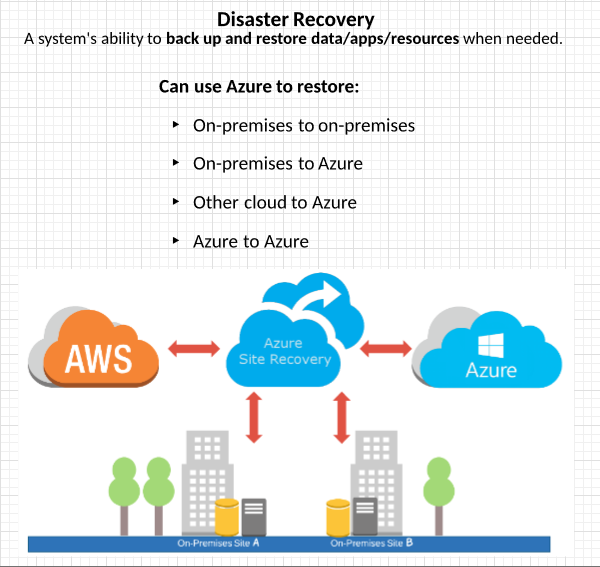 Disaster Recovery
A system's ability to back up and restore data/apps/resources when needed.
Can use Azure to restore:
‣ On-premises to on-premises
‣ On-premises to Azure
‣ Other cloud to Azure
‣ Azure to Azure
AWS
Azure
Site Recovery
Azure
On-Premises Site A
On-Premises Site B